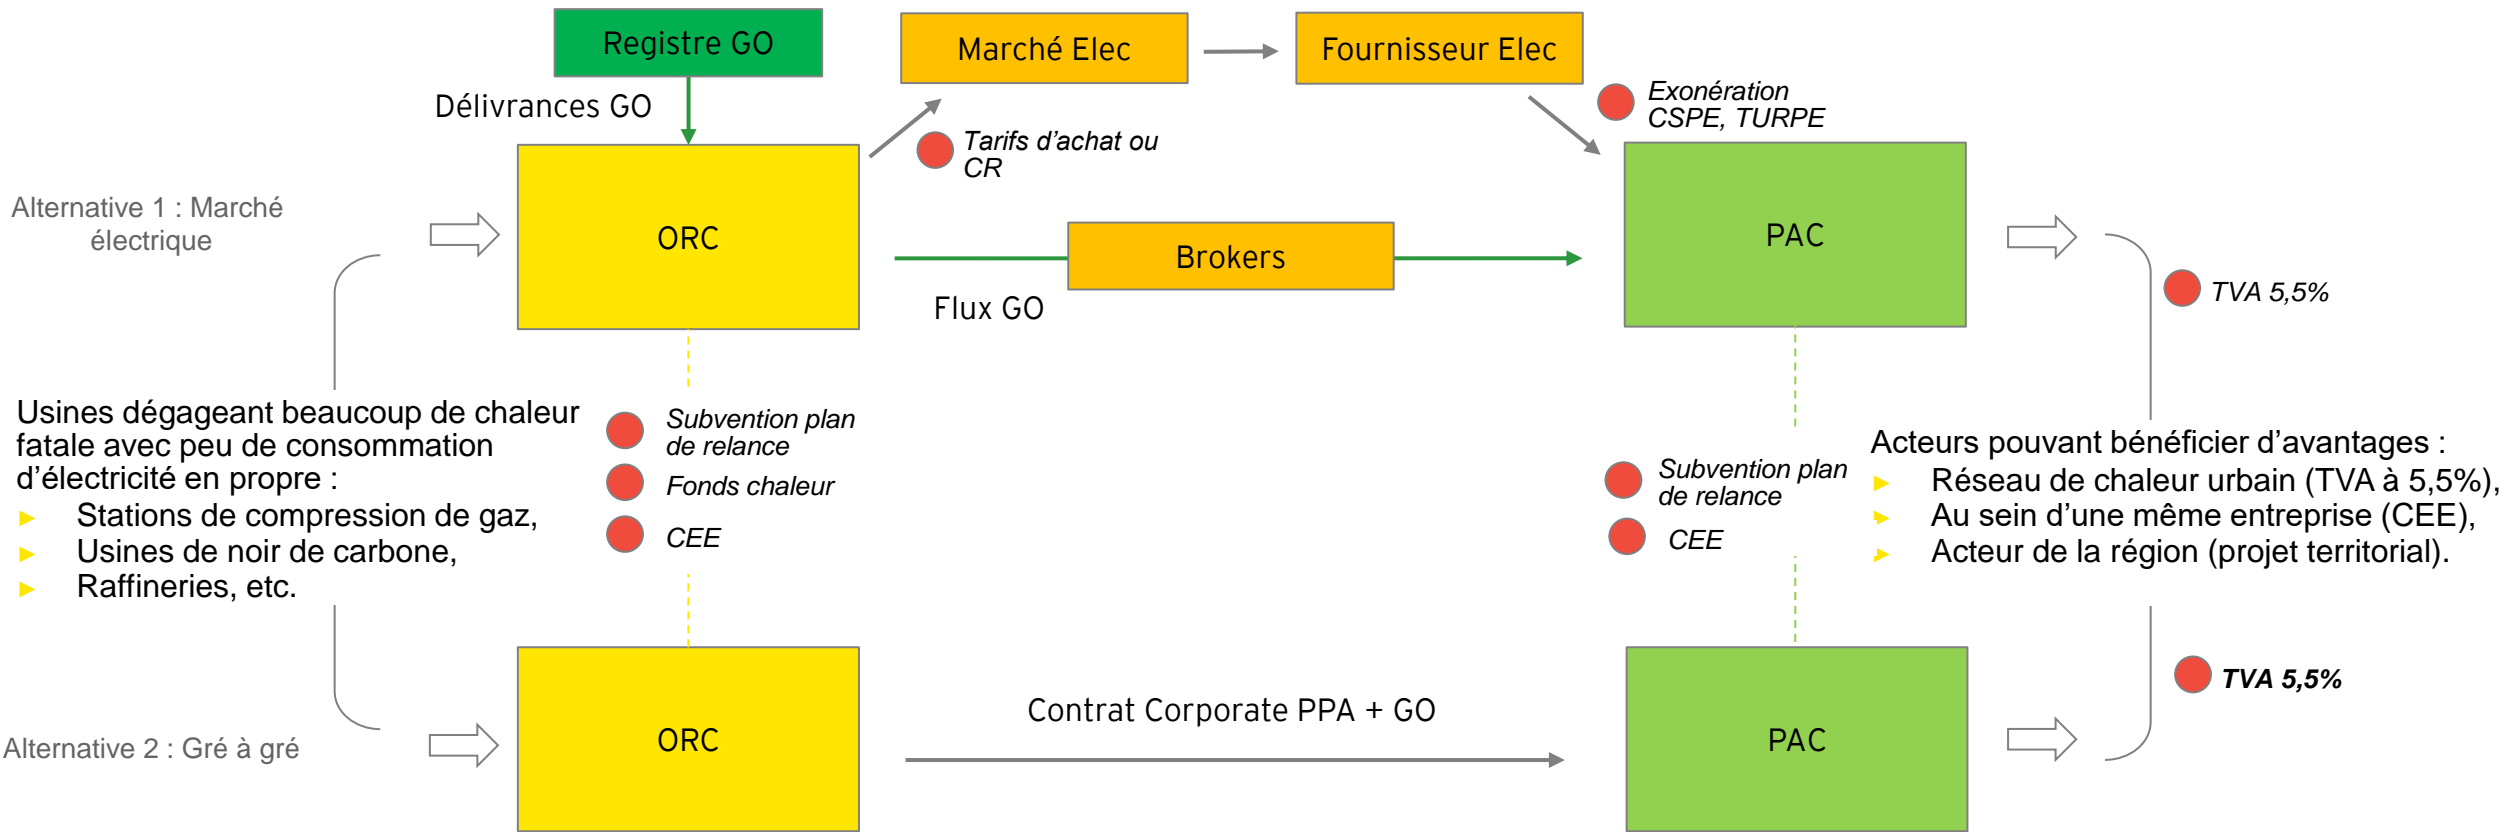 Registre GO
Marché Elec
Fournisseur Elec
Délivrances GO
Exonération
CSPE, TURPE
Tarifs d’achat ou
CR
Alternative 1 : Marché
électrique
ORC
Brokers
PAC
Flux GO
TVA 5,5%
Usines dégageant beaucoup de chaleur
fatale avec peu de consommation
d’électricité en propre :
► Stations de compression de gaz,
► Usines de noir de carbone,
► Raffineries, etc.
Subvention plan
de relance
Fonds chaleur
CEE
Subvention plan
de relance
CEE
Acteurs pouvant bénéficier d’avantages :
► Réseau de chaleur urbain (TVA à 5,5%),
► Au sein d’une même entreprise (CEE),
► Acteur de la région (projet territorial).
TVA 5,5%
Alternative 2 : Gré à gré
ORC
Contrat Corporate PPA + GO
PAC